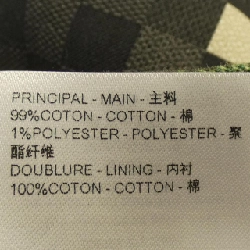 PRINCIPAL - MAIN - 主料
99%COTON - COTTON - 棉
1%POLYESTER - POLYESTER - 聚
酯纤维
DOUBLURE - LINING - 内衬
100%COTON - COTTON - 棉